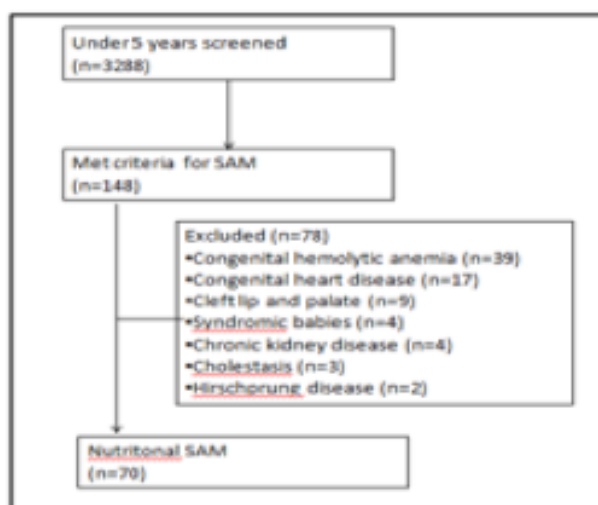 Under 5 years screened
(n=3288)
Met criteria for SAM
(n=148)
Excluded (n=78)
•Congenital hemolytic anemia (n=39)
•Congenital heart disease (n=17)
•Cleft lip and palate (n=9)
•Syndromic babies (n=4)
•Chronic kidney disease (n=4)
•Cholestasis (n=3)
•Hirschprung disease (n=2)
Nutritonal SAM
(n=70)